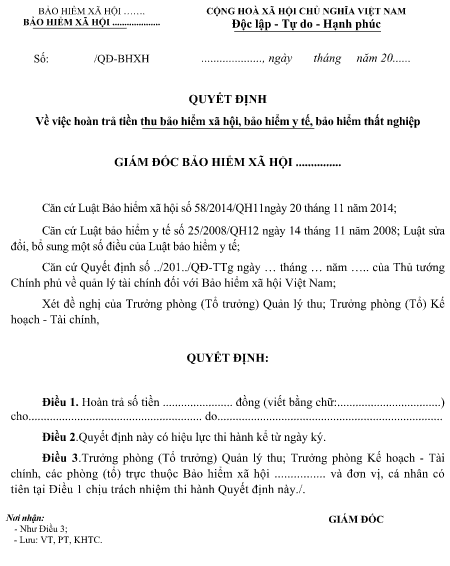 BẢO HIỂM XÃ HỘI ........
BẢO HIỂM XÃ HỘI ...................
CỘNG HOÀ XÃ HỘI CHỦ NGHĨA VIỆT NAM
Độc lập - Tự do - Hạnh phúc
Số: /QĐ-BHXH
....................., ngày tháng năm 20......
QUYẾT ĐỊNH
Về việc hoàn trả tiền thu bảo hiểm xã hội, bảo hiểm y tế, bảo hiểm thất nghiệp
GIÁM ĐỐC BẢO HIỂM XÃ HỘI ...............
Căn cứ Luật Bảo hiểm xã hội số 58/2014/QH11ngày 20 tháng 11 năm 2014;
Căn cứ Luật bảo hiểm y tế số 25/2008/QH12 ngày 14 tháng 11 năm 2008; Luật sửa
đổi, bổ sung một số điều của Luật bảo hiểm y tế;
Căn cứ Quyết định số ../201../QĐ-TTg ngày … tháng … năm ….. của Thủ tướng
Chính phủ về quản lý tài chính đối với Bảo hiểm xã hội Việt Nam;
Xét đề nghị của Trưởng phòng (Tổ trưởng) Quản lý thu; Trưởng phòng (Tổ) Kế
hoạch - Tài chính,
QUYẾT ĐỊNH:
Điều 1. Hoàn trả số tiền ....................... đồng (viết bằng chữ:..................................)
cho......................................................... do..........................................................................
Điều 2.Quyết định này có hiệu lực thi hành kể từ ngày ký.
Điều 3.Trưởng phòng (Tổ trưởng) Quản lý thu; Trưởng phòng Kế hoạch - Tài
chính, các phòng (tổ) trực thuộc Bảo hiểm xã hội ................. và đơn vị, cá nhân có
tiên tại Điều 1 chịu trách nhiệm thi hành Quyết định này./.
Nơi nhận:
GIÁM ĐỐC
- Như Điều 3;
- Lưu: VT, PT, KHTC.